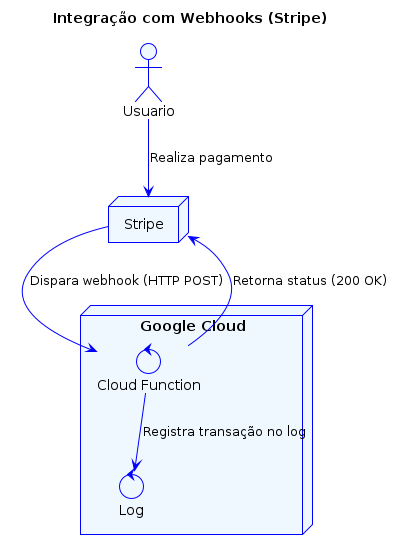 Integração com Webhooks (Stripe)
Usuario
Realiza pagamento
Stripe
Dispara webhook (HTTP POST)
Retorna status (200 OK)
Google Cloud
Cloud Function
Registra transação no log
Log